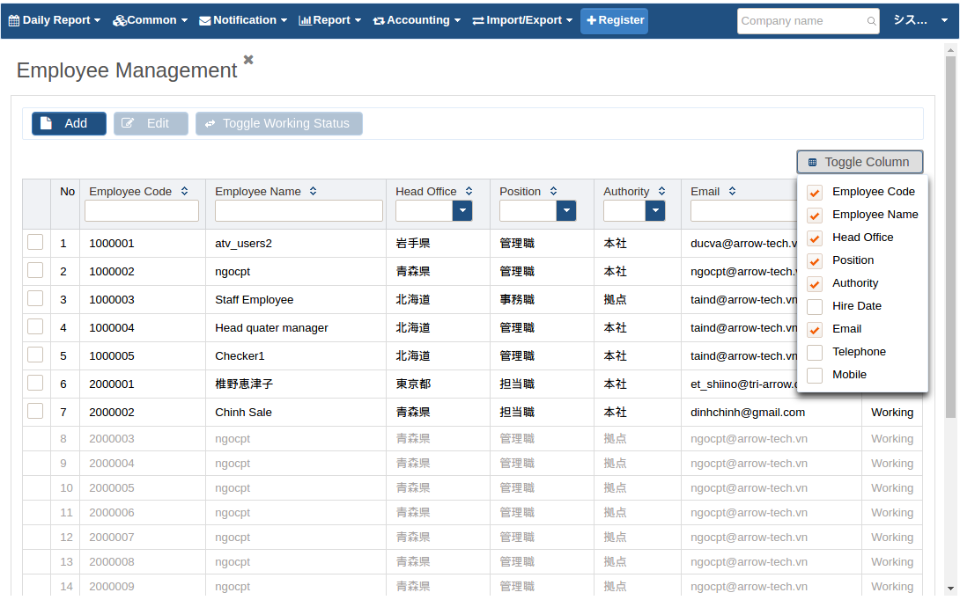 Daily Report Common Notification Report Accounting Import/Export Register Company name シス...
Employee Management
Add Edit Toggle Working Status
Toggle Column
No Employee Code Employee Name Head Office Position Authority Email
Employee Code
Employee Name
Head Office
Position
Authority
Hire Date
Email
Telephone
Mobile
1 1000001 atv_users2 岩手県 管理職 本社 ducva@arrow-tech.v
2 1000002 ngocpt 青森県 管理職 本社 ngocpt@arrow-tech.
3 1000003 Staff Employee 北海道 事務職 拠点 taind@arrow-tech.vn
4 1000004 Head quater manager 北海道 管理職 本社 taind@arrow-tech.vn
5 1000005 Checker1 北海道 管理職 本社 taind@arrow-tech.vn
6 2000001 椎野恵津子 東京都 担当職 本社 et_shiino@tri-arrow.
7 2000002 Chinh Sale 青森県 担当職 本社 dinhchinh@gmail.com Working
8 2000003 ngocpt 青森県 管理職 拠点 ngocpt@arrow-tech.vn Working
9 2000004 ngocpt 青森県 管理職 拠点 ngocpt@arrow-tech.vn Working
10 2000005 ngocpt 青森県 管理職 拠点 ngocpt@arrow-tech.vn Working
11 2000006 ngocpt 青森県 管理職 拠点 ngocpt@arrow-tech.vn Working
12 2000007 ngocpt 青森県 管理職 拠点 ngocpt@arrow-tech.vn Working
13 2000008 ngocpt 青森県 管理職 拠点 ngocpt@arrow-tech.vn Working
14 2000009 ngocpt 青森県 管理職 拠点 ngocpt@arrow-tech.vn Working